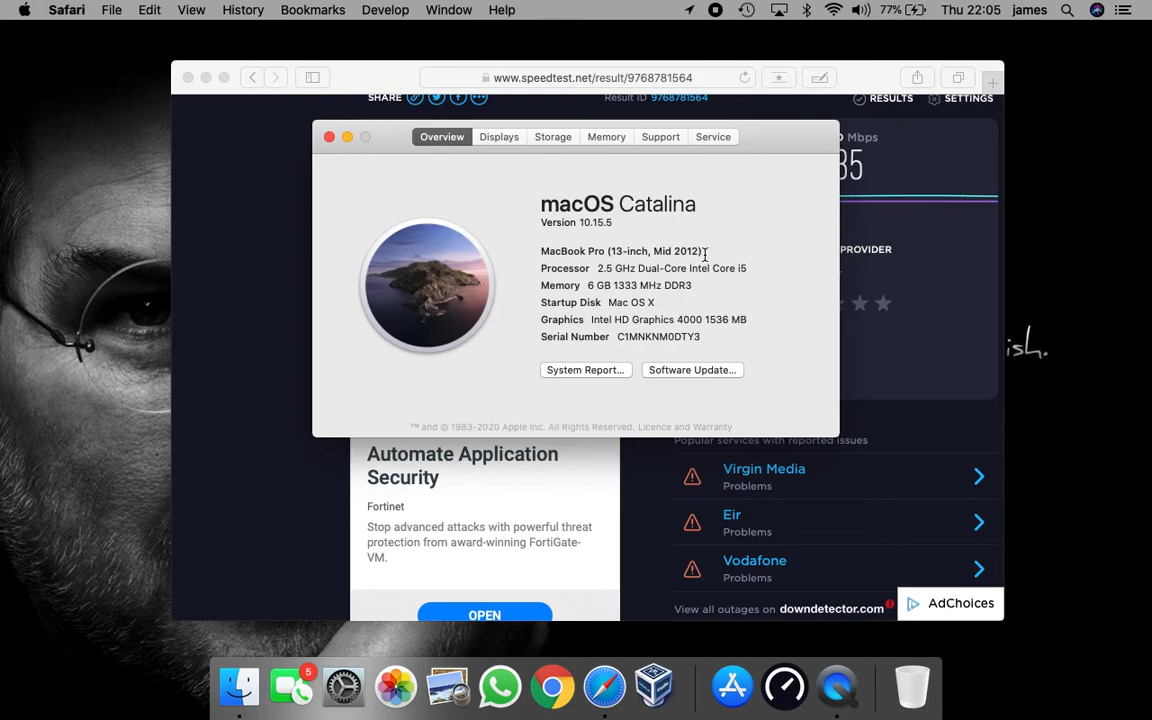 Safari File Edit View History Bookmarks Develop Window Help 77% Thu 22:05 james
www.speedtest.net/result/9768781564
SHARE Result ID 9768781564 RESULTS SETTINGS
Overview Displays Storage Memory Support Service
Mbps
35
macOS Catalina
Version 10.15.5
MacBook Pro (13-inch, Mid 2012)
PROVIDER
Processor 2.5 GHz Dual-Core Intel Core i5
Memory 6 GB 1333 MHz DDR3
Startup Disk Mac OS X
Graphics Intel HD Graphics 4000 1536 MB
Serial Number C1MNKNM0DTY3
ish.
System Report... Software Update...
™ and © 1983-2020 Apple Inc. All Rights Reserved. Licence and Warranty
Popular services with reported issues
Automate Application
Security
Fortinet
Stop advanced attacks with powerful threat
protection from award-winning FortiGate-
VM.
OPEN
Virgin Media
Problems
Eir
Problems
Vodafone
Problems
View all outages on downdetector.com
AdChoices
5